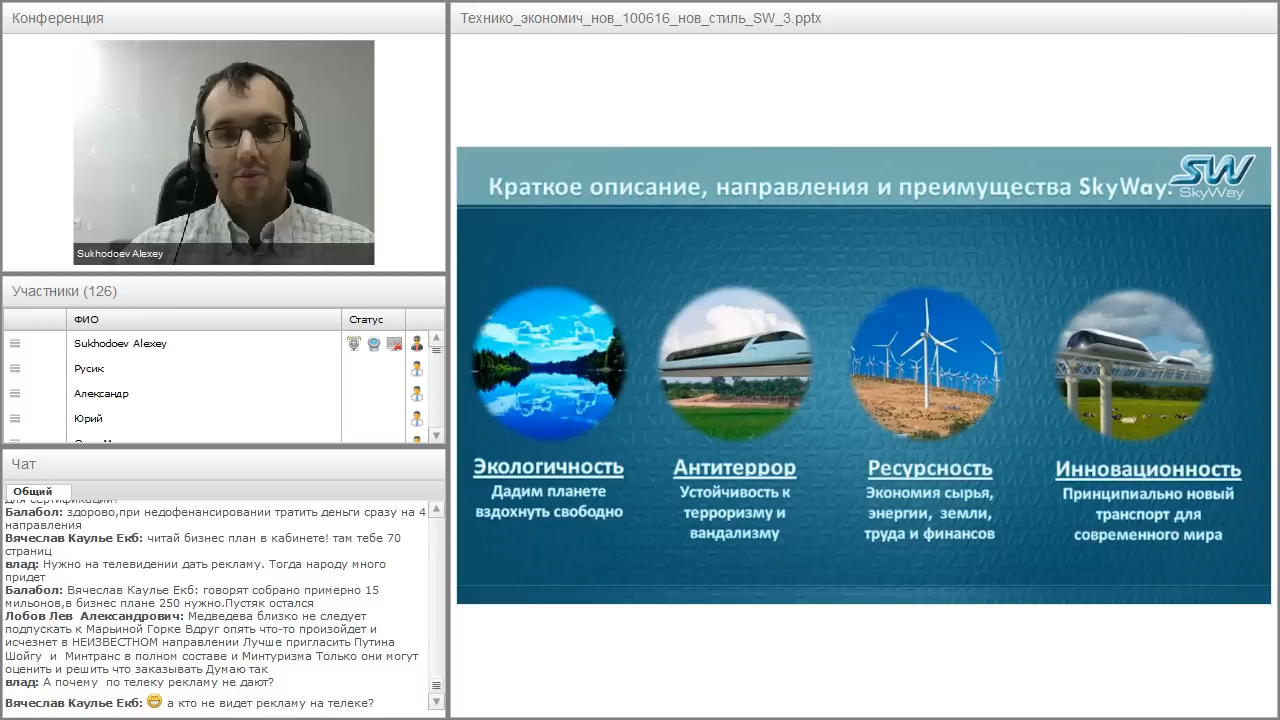 Конференция
Sukhodoev Alexey
Участники (126)
ФИО
Статус
Sukhodoev Alexey
Русик
Александр
Юрий
Чат
Общий
для сертификации?
Балабол: здорово,при недофенансировании тратить деньги сразу на 4
направления
Вячеслав Каулье Екб: читай бизнес план в кабинете! там тебе 70
страниц
влад: Нужно на телевидении дать рекламу. Тогда народу много
придет
Балабол: Вячеслав Каулье Екб: говорят собрано примерно 15
мильонов,в бизнес плане 250 нужно.Пустяк остался
Лобов Лев Александрович: Медведева близко не следует
подпускать к Марьиной Горке Вдруг опять что-то произойдет и
исчезнет в НЕИЗВЕСТНОМ направлении Лучше пригласить Путина
Шойгу и Минтранс в полном составе и Минтуризма Только они могут
оценить и решить что заказывать Думаю так
влад: А почему по телеку рекламу не дают?
Вячеслав Каулье Екб: а кто не видет рекламу на телеке?
Технико_экономич_нов_100616_нов_стиль_SW_3.pptx
Краткое описание, направления и преимущества SkyWay.
SW
SkyWay
Экологичность
Дадим планете
вздохнуть свободно
Антитеррор
Устойчивость к
терроризму и
вандализму
Ресурсность
Экономия сырья,
энергии, земли,
труда и финансов
Инновационность
Принципиально новый
транспорт для
современного мира